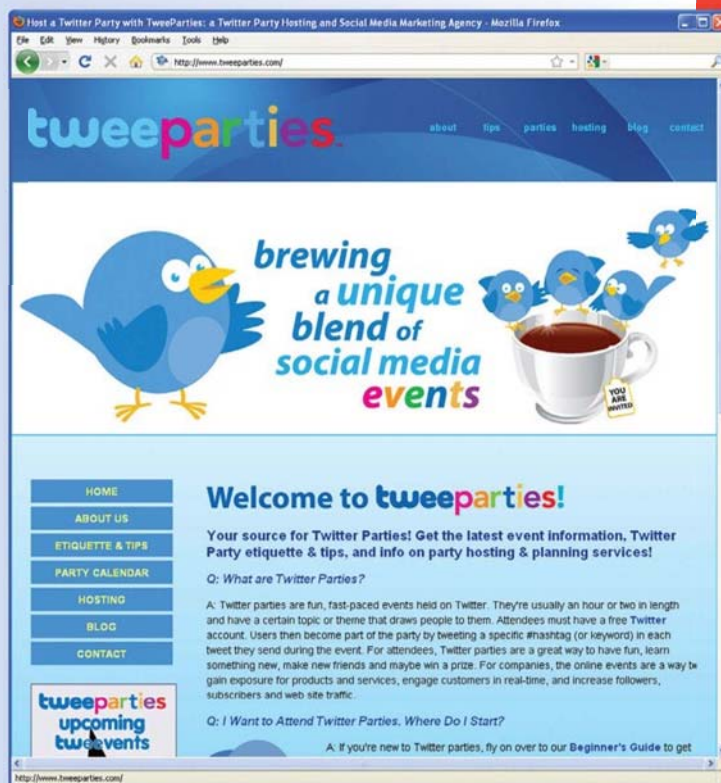 Host a Twitter Party with TweeParties: a Twitter Party Hosting and Social Media Marketing Agency - Mozilla Firefox
File Edit View History Bookmarks Tools Help
http://www.tweeparties.com/
tweeparties
about tips parties hosting blog contact
brewing
a unique
blend of
social media
events
YOU
ARE
INVITED
HOME
ABOUT US
ETIQUETTE & TIPS
PARTY CALENDAR
HOSTING
BLOG
CONTACT
tweeparties
upcoming
tweevents
Welcome to tweeparties!
Your source for Twitter Parties! Get the latest event information, Twitter
Party etiquette & tips, and info on party hosting & planning services!
Q: What are Twitter Parties?
A: Twitter parties are fun, fast-paced events held on Twitter. They're usually an hour or two in length
and have a certain topic or theme that draws people to them. Attendees must have a free Twitter
account. Users then become part of the party by tweeting a specific #hashtag (or keyword) in each
tweet they send during the event. For attendees, Twitter parties are a great way to have fun, learn
something new, make new friends and maybe win a prize. For companies, the online events are a way
gain exposure for products and services, engage customers in real-time, and increase followers,
subscribers and web site traffic.
Q: I Want to Attend Twitter Parties. Where Do I Start?
A: If you're new to Twitter parties, fly on over to our Beginner's Guide to get
http://www.tweeparties.com/